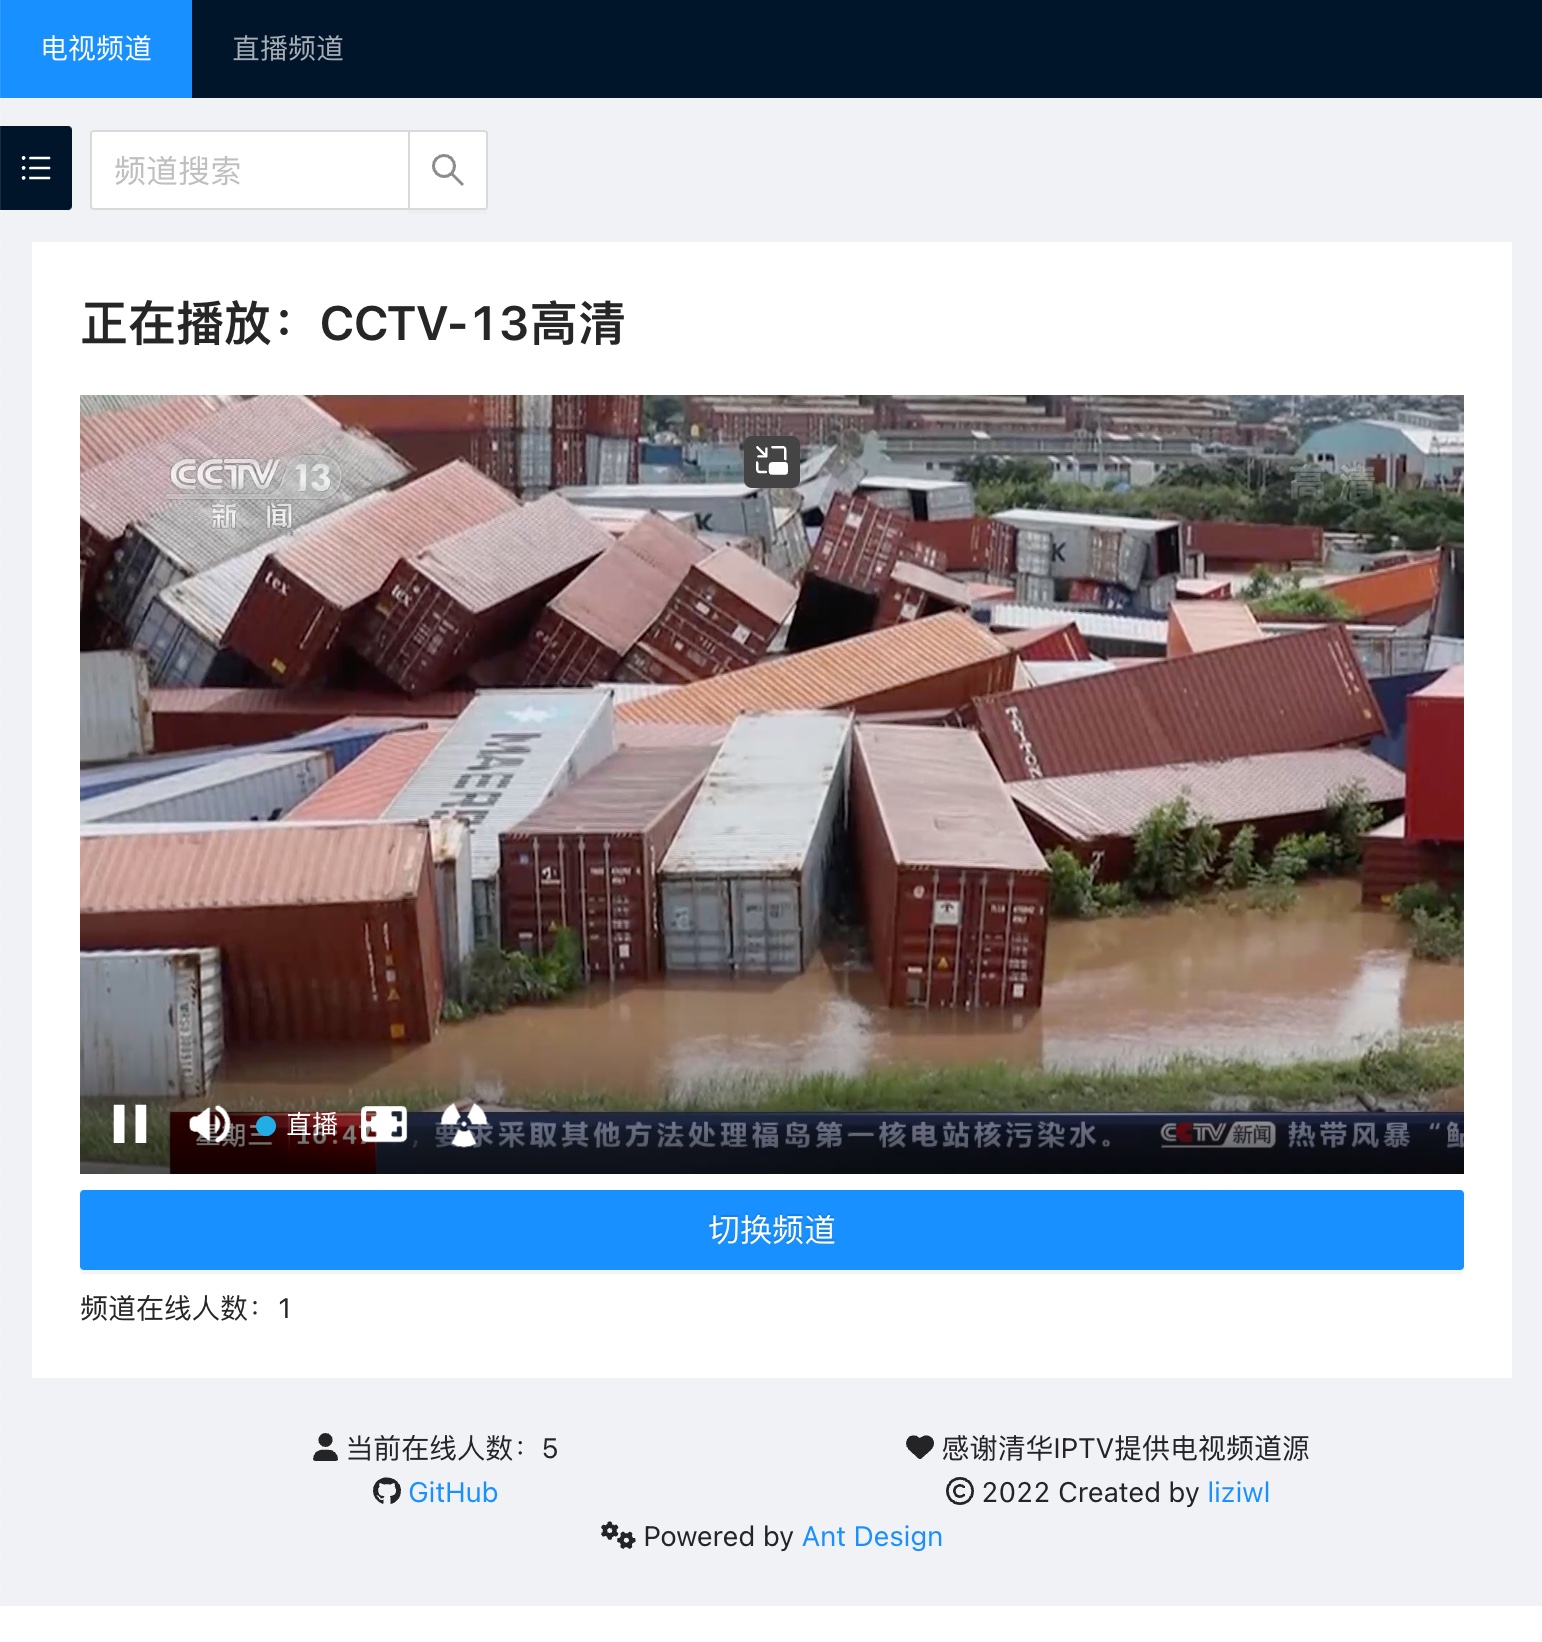 电视频道
直播频道
频道搜索
正在播放：CCTV-13高清
CCTV 13
高清
新闻
K
K
tex
tex
TRITON
直播
星期三
，要求采取其他方法处理福岛第一核电站核污染水。
CCTV新闻
热带风暴“
切换频道
频道在线人数：1
当前在线人数：5
感谢清华IPTV提供电视频道源
GitHub
© 2022 Created by liziwl
Powered by Ant Design